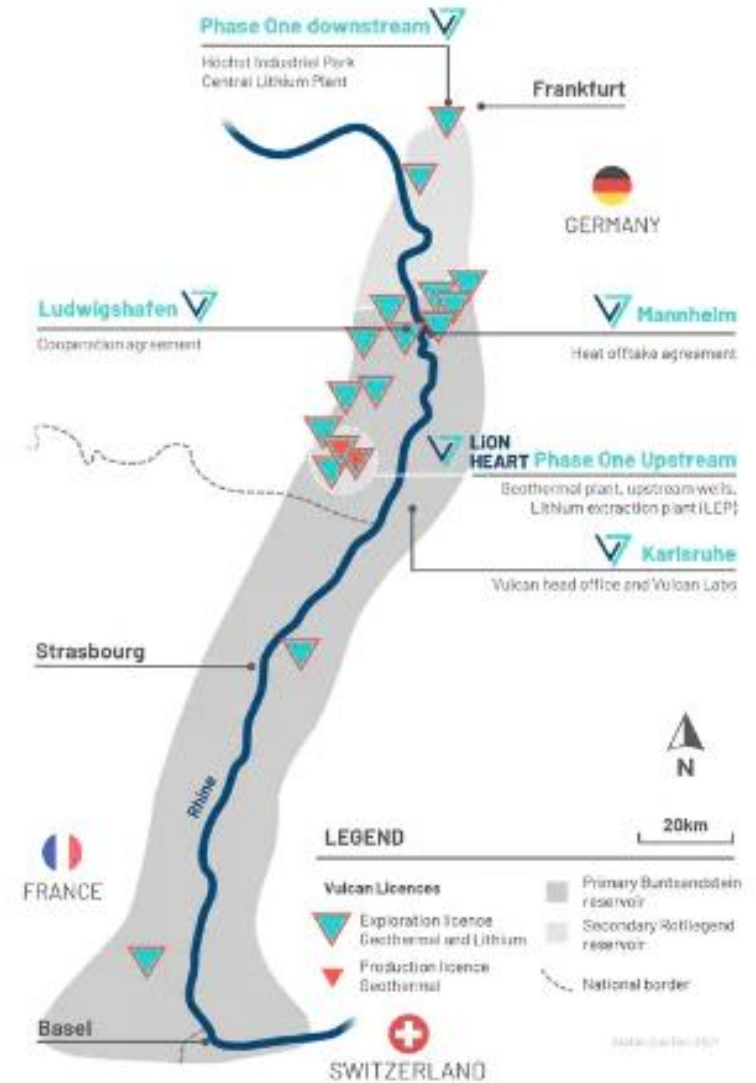 Phase One downstream
Höchst Industrial Park
Central Lithium Plant
Frankfurt
GERMANY
Ludwigshafen
Cooperation agreement
Mannheim
Heat offtake agreement
LiON
HEART Phase One Upstream
Geothermal plant, upstream wells,
Lithium extraction plant (LEP)
Karlsruhe
Vulcan head office and Vulcan Labs
Strasbourg
N
Rhine
20km
LEGEND
FRANCE
Vulcan Licences
Exploration licence
Geothermal and Lithium
Production licence
Geothermal
Primary Buntsandstein
reservoir
Secondary Rotliegend
reservoir
National border
Basel
SWITZERLAND